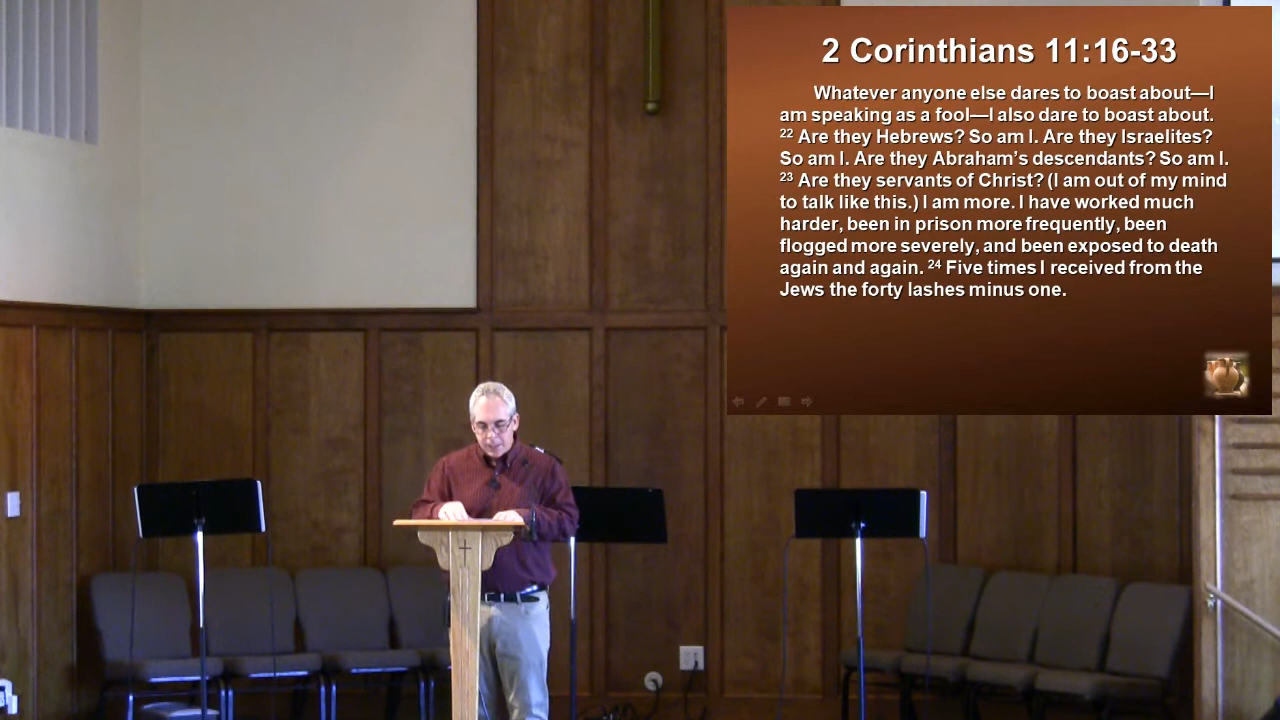 2 Corinthians 11:16-33
Whatever anyone else dares to boast about—I
am speaking as a fool—I also dare to boast about.
22 Are they Hebrews? So am I. Are they Israelites?
So am I. Are they Abraham’s descendants? So am I.
23 Are they servants of Christ? (I am out of my mind
to talk like this.) I am more. I have worked much
harder, been in prison more frequently, been
flogged more severely, and been exposed to death
again and again. 24 Five times I received from the
Jews the forty lashes minus one.